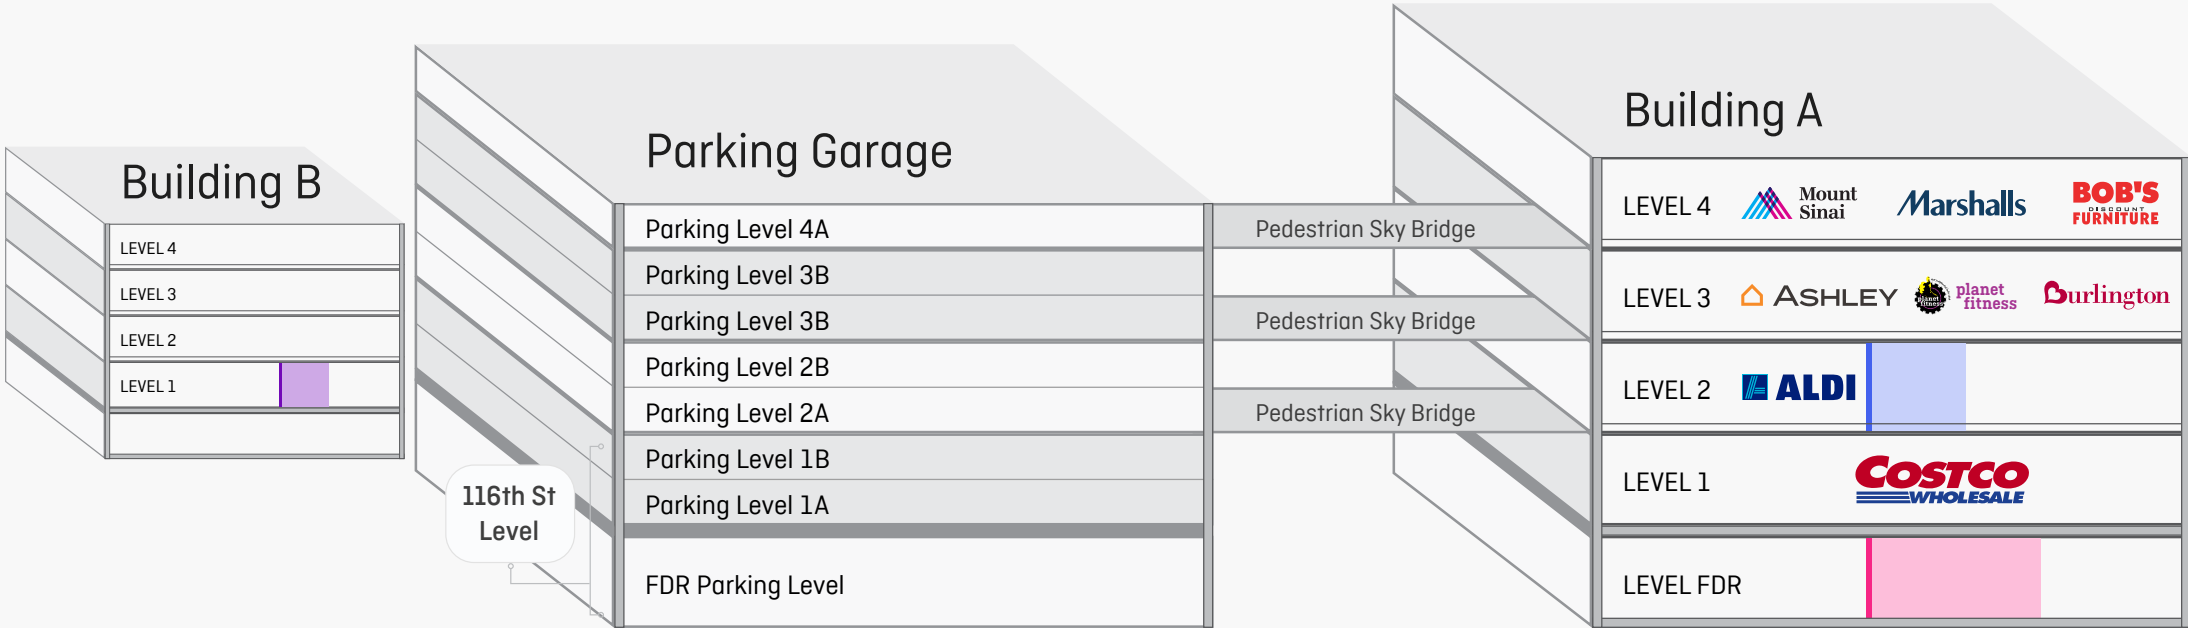 Building B
LEVEL 4
LEVEL 3
LEVEL 2
LEVEL 1
Parking Garage
Parking Level 4A
Parking Level 3B
Parking Level 3B
Parking Level 2B
Parking Level 2A
Parking Level 1B
Parking Level 1A
FDR Parking Level
116th St
Level
Pedestrian Sky Bridge
Pedestrian Sky Bridge
Pedestrian Sky Bridge
Building A
LEVEL 4
Mount
Sinai
Marshalls
BOB'S
DISCOUNT
FURNITURE
LEVEL 3
ASHLEY
planet
fitness
planet
fitness
Burlington
LEVEL 2
ALDI
LEVEL 1
COSTCO
WHOLESALE
LEVEL FDR